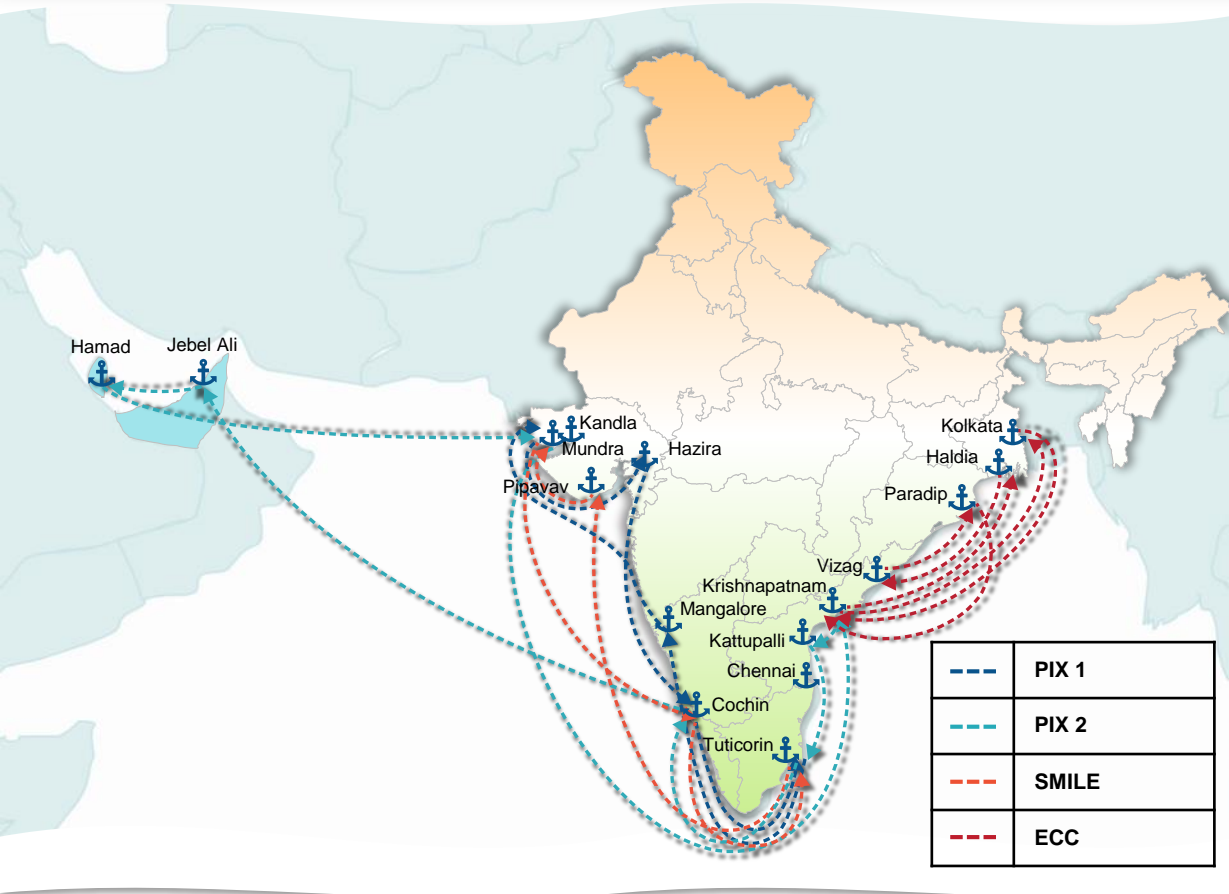 Hamad
Jebel Ali
Kandla
Mundra
Hazira
Pipavav
Kolkata
Haldia
Paradip
Vizag
Krishnapatnam
Mangalore
Kattupalli
Chennai
Cochin
Tuticorin
PIX 1
PIX 2
SMILE
ECC